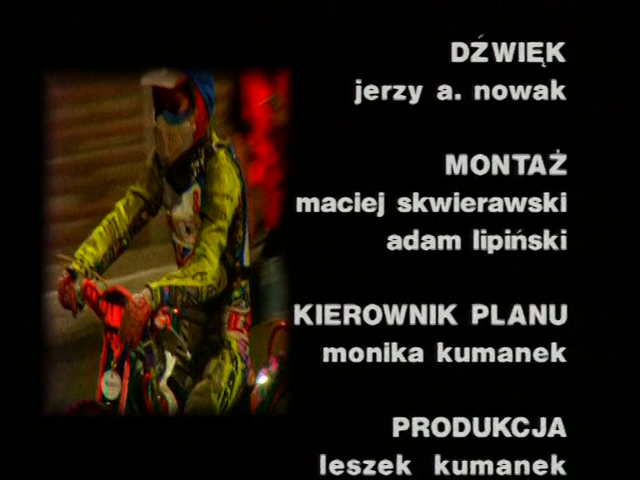 DŹWIĘK
jerzy a. nowak
MONTAŻ
maciej skwierawski
adam lipiński
KIEROWNIK PLANU
monika kumanek
PRODUKCJA
leszek kumanek